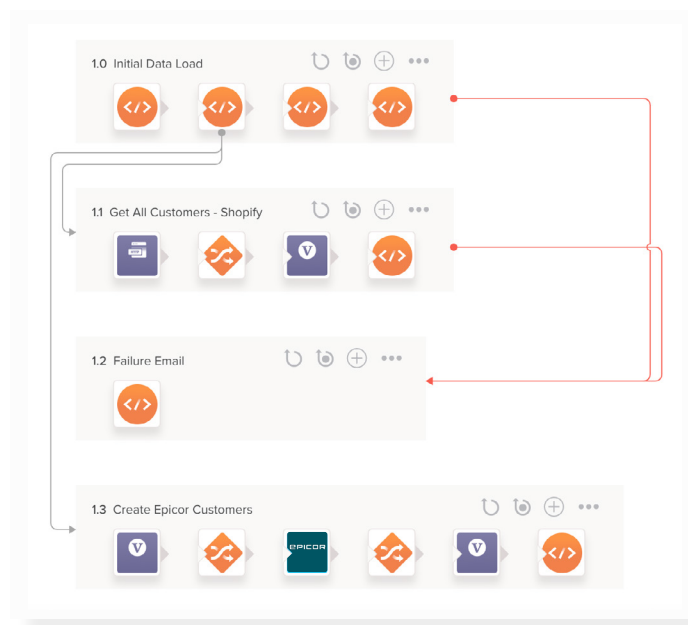 1.0 Initial Data Load
</>
</>
</>
</>
1.1 Get All Customers - Shopify
V
</>
1.2 Failure Email
</>
1.3 Create Epicor Customers
V
EPICOR
V
</>